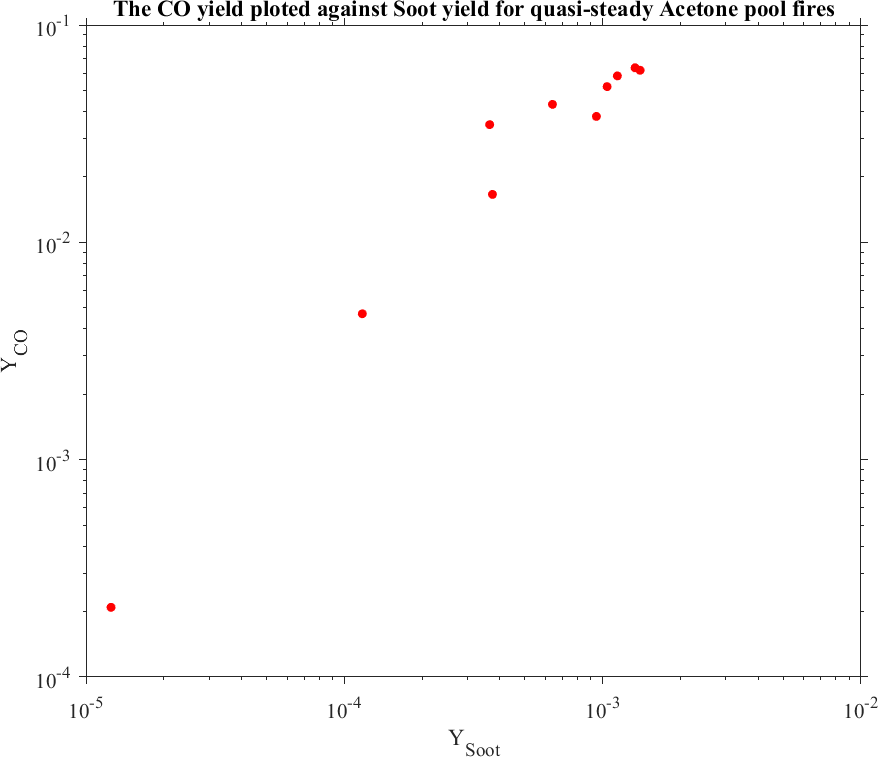 The CO yield ploted against Soot yield for quasi-steady Acetone pool fires
10^-1
10^-2
10^-3
10^-4
Y_CO
10^-5
10^-4
10^-3
10^-2
Y_Soot